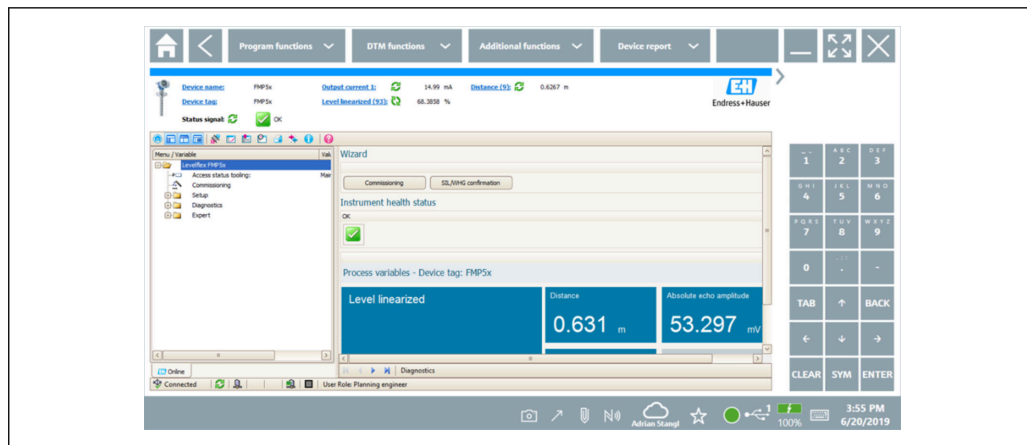 Program functions
DTM functions
Additional functions
Device report
Device name: FMP5x Output current 1: 14.99 mA Distance (9): 0.6267 m
Device tag: FMP5x Level linearized (93): 68.3858 %
Status signal: OK
EH
Endress+Hauser
Menu / Variable Valu
Levelflex FMP5x
Access status tooling: Mair
Commissioning
Setup
Diagnostics
Expert
Wizard
Commissioning SIL/WHG confirmation
Instrument health status
OK
Process variables - Device tag: FMP5x
Level linearized
Distance
0.631 m
Absolute echo amplitude
53.297 mV
Online
Diagnostics
Connected
User Role: Planning engineer
1
ABC
2
DEF
3
GHI
4
JKL
5
MNO
6
PQRS
7
TUV
8
WXYZ
9
0 . -
TAB ↑ BACK
← ↓ →
CLEAR SYM ENTER
Adrian Stangl
1
100%
3:55 PM
6/20/2019